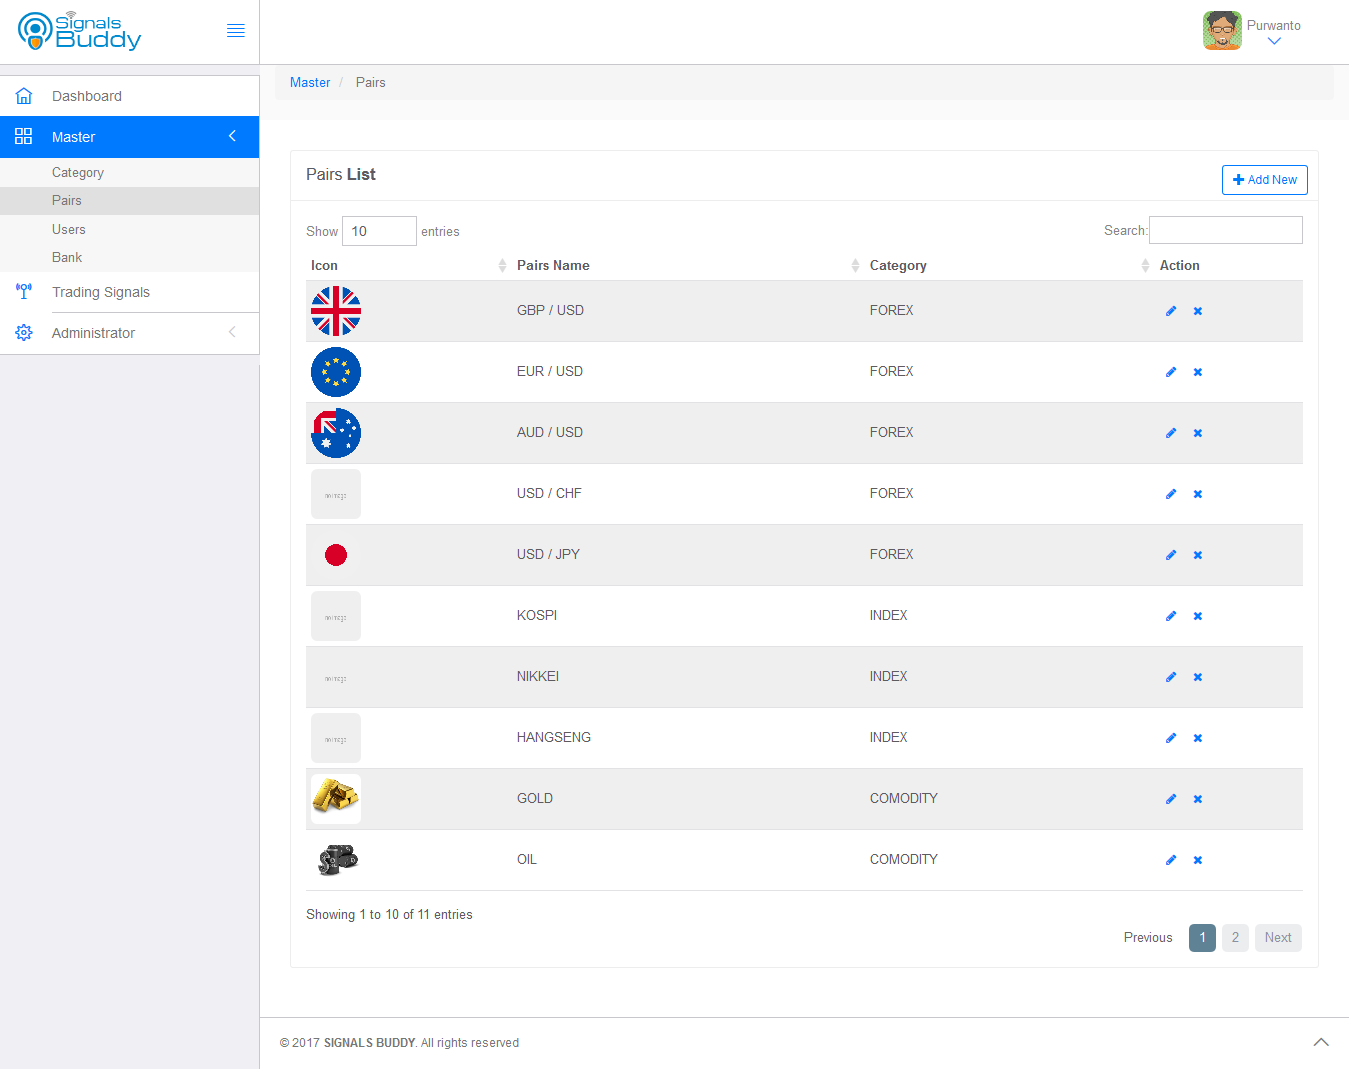 Signals
Buddy
Purwanto
Master / Pairs
Dashboard
Master
Category
Pairs
Users
Bank
Trading Signals
Administrator
Pairs List
Add New
Show 10 entries
Search:
Icon Pairs Name Category Action
GBP / USD FOREX
EUR / USD FOREX
AUD / USD FOREX
no image USD / CHF FOREX
USD / JPY FOREX
no image KOSPI INDEX
no image NIKKEI INDEX
no image HANGSENG INDEX
GOLD COMODITY
OIL COMODITY
Showing 1 to 10 of 11 entries
Previous 1 2 Next
© 2017 SIGNALS BUDDY. All rights reserved